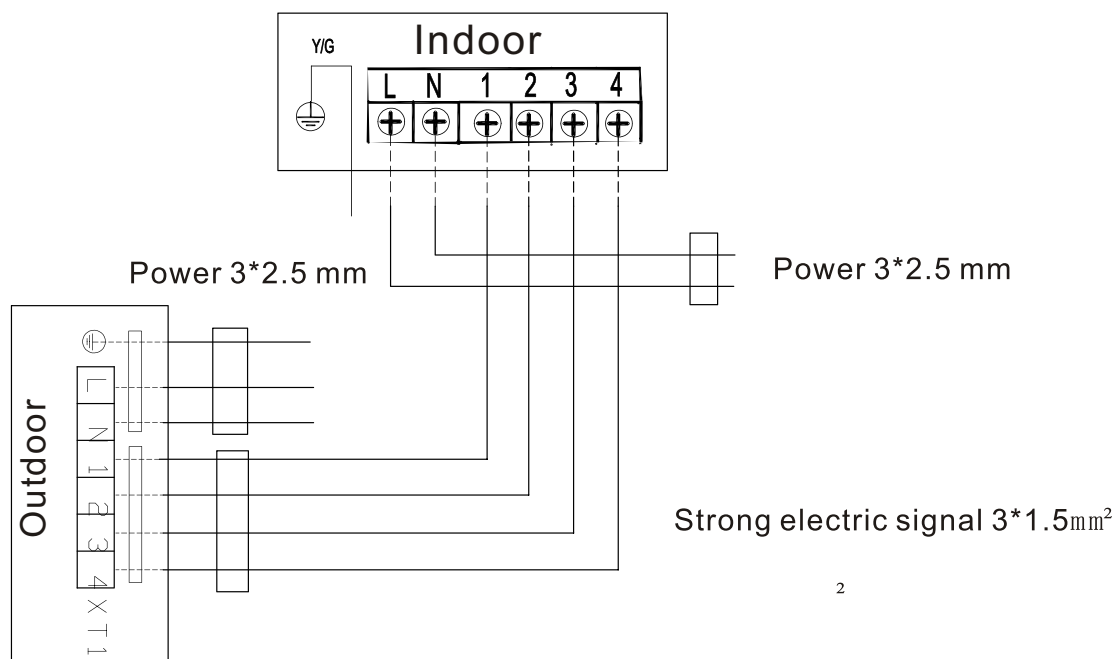 Indoor
Y/G
L N 1 2 3 4
Power 3*2.5 mm
Power 3*2.5 mm
Outdoor
L
N
1
2
3
4
XT1
Strong electric signal 3*1.5mm²
2